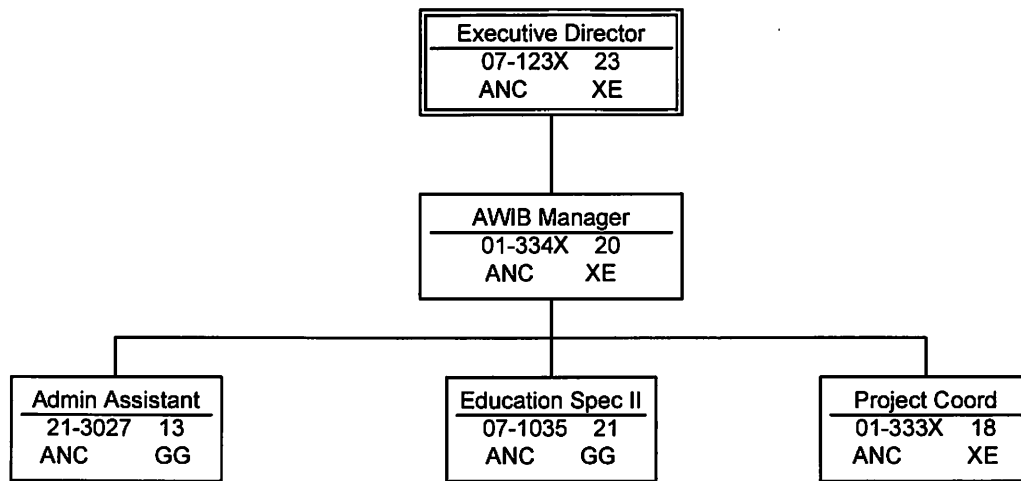 Executive Director
07-123X 23
ANC XE
AWIB Manager
01-334X 20
ANC XE
Admin Assistant
21-3027 13
ANC GG
Education Spec II
07-1035 21
ANC GG
Project Coord
01-333X 18
ANC XE